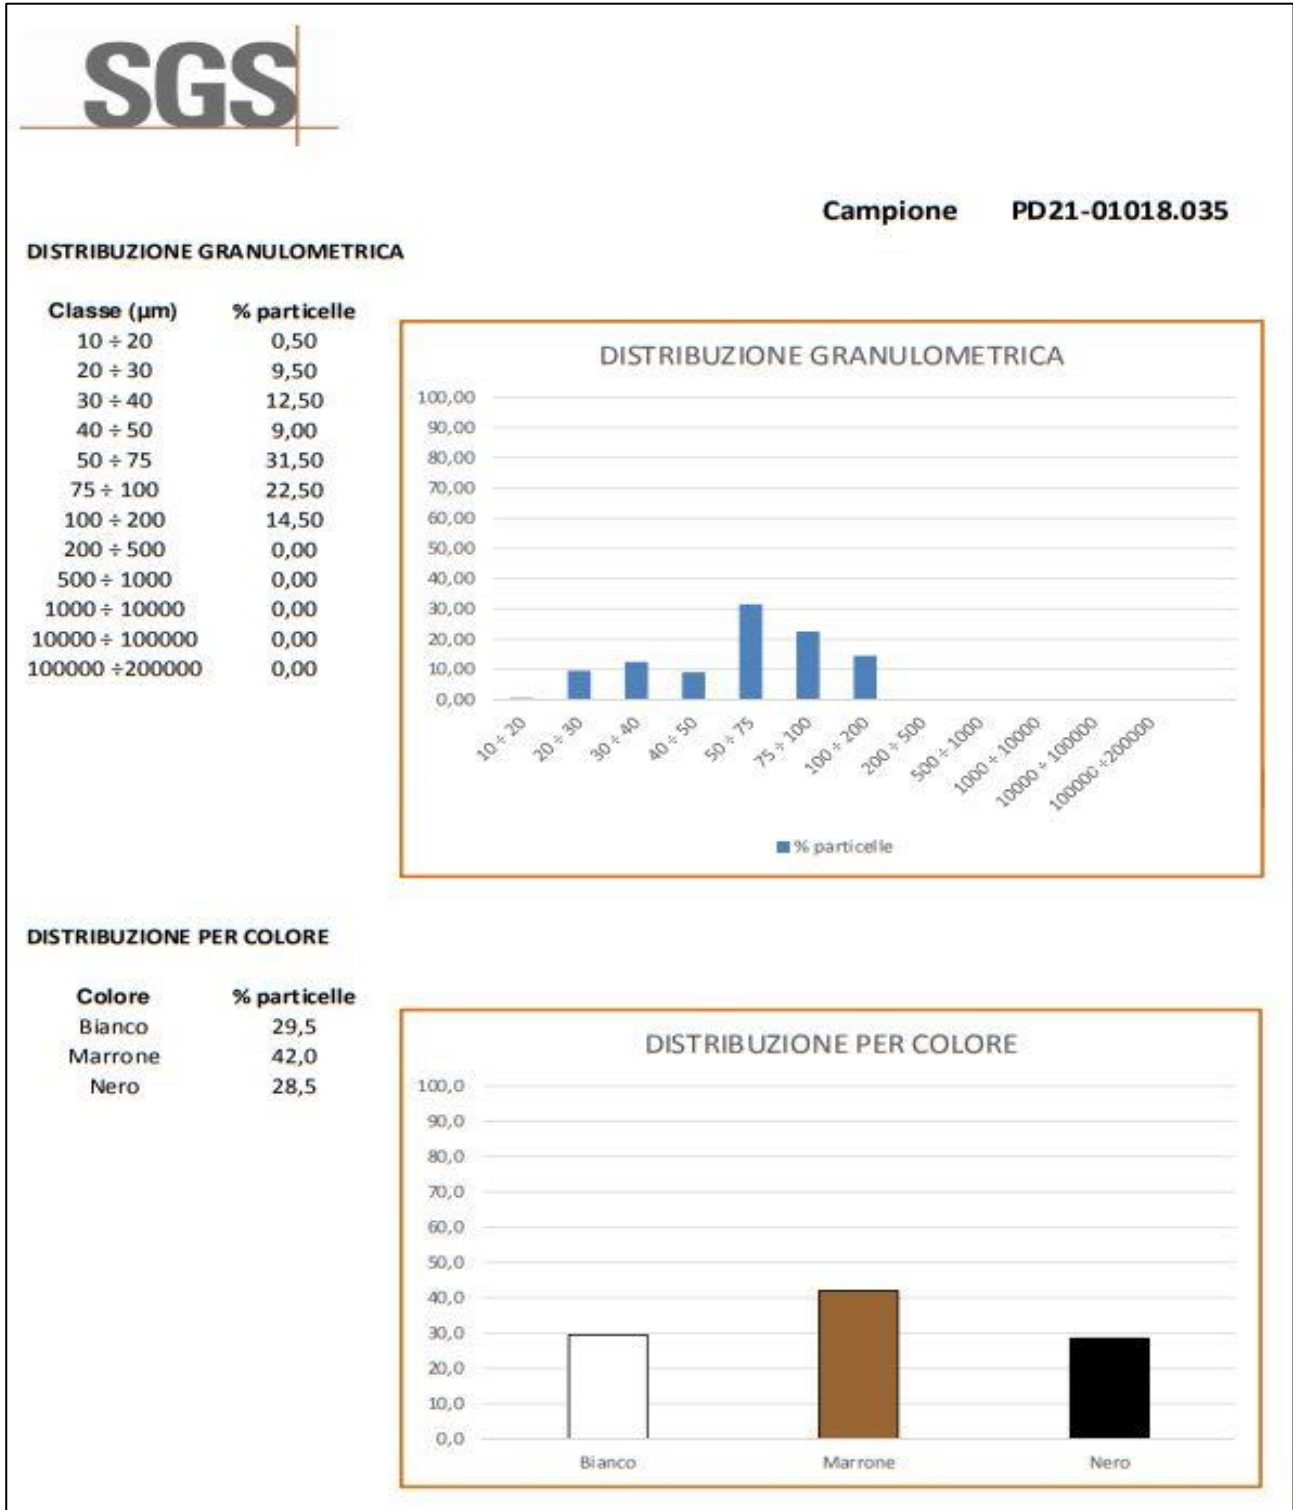 SGS
Campione PD21-01018.035
DISTRIBUZIONE GRANULOMETRICA
Classe (µm) % particelle
10 ÷ 20 0,50
20 ÷ 30 9,50
30 ÷ 40 12,50
40 ÷ 50 9,00
50 ÷ 75 31,50
75 ÷ 100 22,50
100 ÷ 200 14,50
200 ÷ 500 0,00
500 ÷ 1000 0,00
1000 ÷ 10000 0,00
10000 ÷ 100000 0,00
100000 ÷200000 0,00
DISTRIBUZIONE GRANULOMETRICA
100,00
90,00
80,00
70,00
60,00
50,00
40,00
30,00
20,00
10,00
0,00
10 ÷ 20
20 ÷ 30
30 ÷ 40
40 ÷ 50
50 ÷ 75
75 ÷ 100
100 ÷ 200
200 ÷ 500
500 ÷ 1000
1000 ÷ 10000
10000 ÷ 100000
100000 ÷200000
% particelle
DISTRIBUZIONE PER COLORE
Colore % particelle
Bianco 29,5
Marrone 42,0
Nero 28,5
DISTRIBUZIONE PER COLORE
100,0
90,0
80,0
70,0
60,0
50,0
40,0
30,0
20,0
10,0
0,0
Bianco Marrone Nero